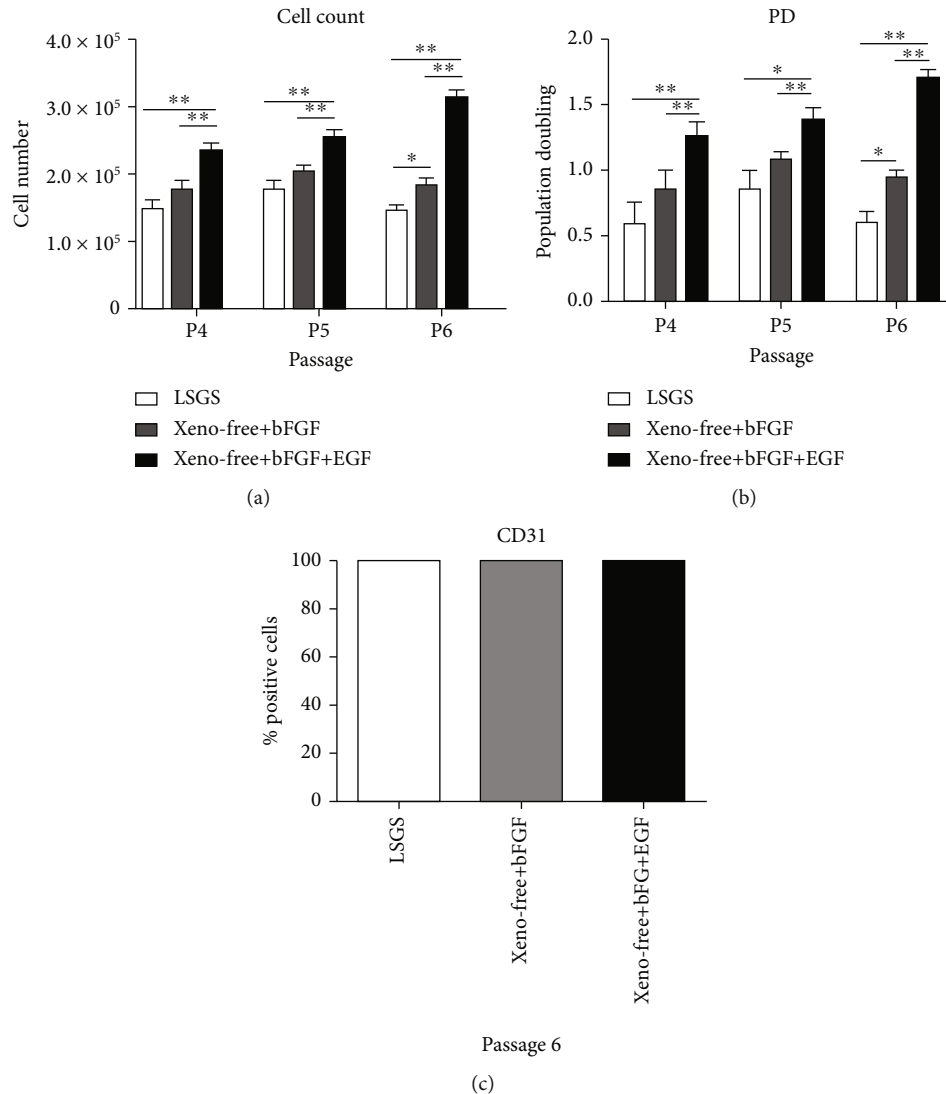 Cell count
4.0 × 10⁵
3.0 × 10⁵
2.0 × 10⁵
1.0 × 10⁵
0
Cell number
** ** ** ** ** ** *
P4 P5 P6
Passage
LSGS
Xeno-free+bFGF
Xeno-free+bFGF+EGF
(a)
PD
2.0
1.5
1.0
0.5
0.0
Population doubling
** ** * ** ** ** *
P4 P5 P6
Passage
LSGS
Xeno-free+bFGF
Xeno-free+bFGF+EGF
(b)
CD31
100
80
60
40
20
0
% positive cells
LSGS
Xeno-free+bFGF
Xeno-free+bFG+EGF
Passage 6
(c)